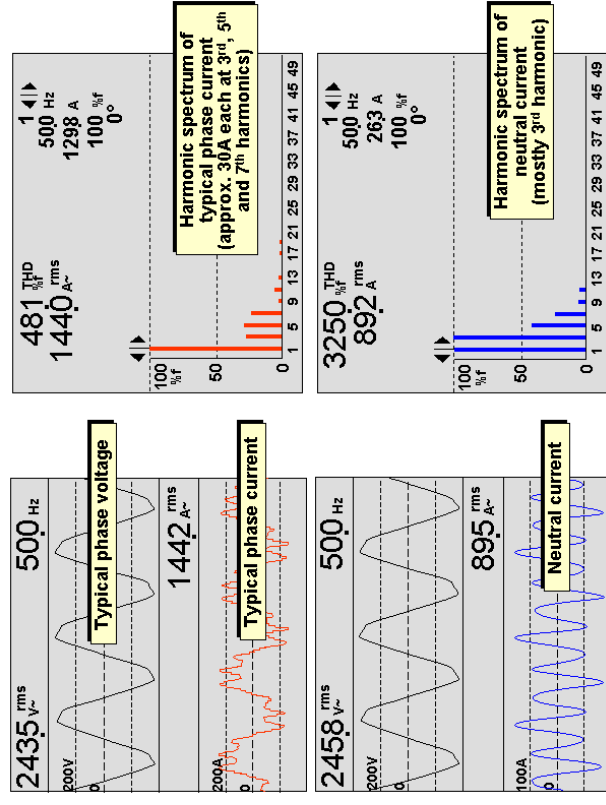 243.5 V~ rms 50.0 Hz
200V
0
Typical phase voltage
144.2 A~ rms
200A
0
Typical phase current
48.1 %f THD
144.0 A~ rms
1
50.0 Hz
129.8 A
100 %f
0°
100
%f
50
0
Harmonic spectrum of
typical phase current
(approx. 30A each at 3rd, 5th
and 7th harmonics)
1 5 9 13 17 21 25 29 33 37 41 45 49
245.8 V~ rms 50.0 Hz
200V
0
89.5 A~ rms
100A
0
Neutral current
325.0 %f THD
89.2 A rms
1
50.0 Hz
26.3 A
100 %f
0°
100
%f
50
0
Harmonic spectrum of
neutral current
(mostly 3rd harmonic)
1 5 9 13 17 21 25 29 33 37 41 45 49